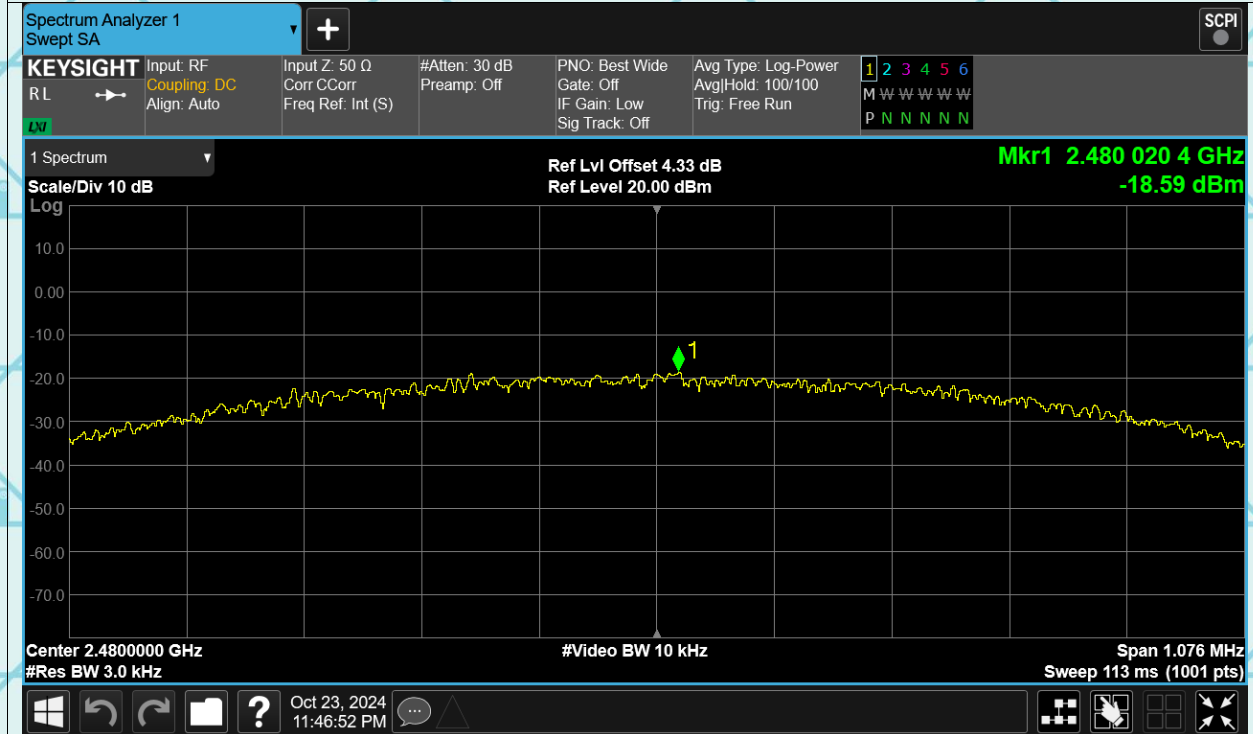 Spectrum Analyzer 1
Swept SA
+
SCPI
KEYSIGHT
R L
LXI
Input: RF
Coupling: DC
Align: Auto
Input Z: 50 Ω
Corr CCorr
Freq Ref: Int (S)
#Atten: 30 dB
Preamp: Off
PNO: Best Wide
Gate: Off
IF Gain: Low
Sig Track: Off
Avg Type: Log-Power
Avg|Hold: 100/100
Trig: Free Run
1 2 3 4 5 6
M W W W W W
P N N N N N
1 Spectrum
Scale/Div 10 dB
Log
Ref Lvl Offset 4.33 dB
Ref Level 20.00 dBm
Mkr1 2.480 020 4 GHz
-18.59 dBm
10.0
0.00
-10.0
1
-20.0
-30.0
-40.0
-50.0
-60.0
-70.0
Center 2.4800000 GHz
#Video BW 10 kHz
Span 1.076 MHz
#Res BW 3.0 kHz
Sweep 113 ms (1001 pts)
?
Oct 23, 2024
11:46:52 PM